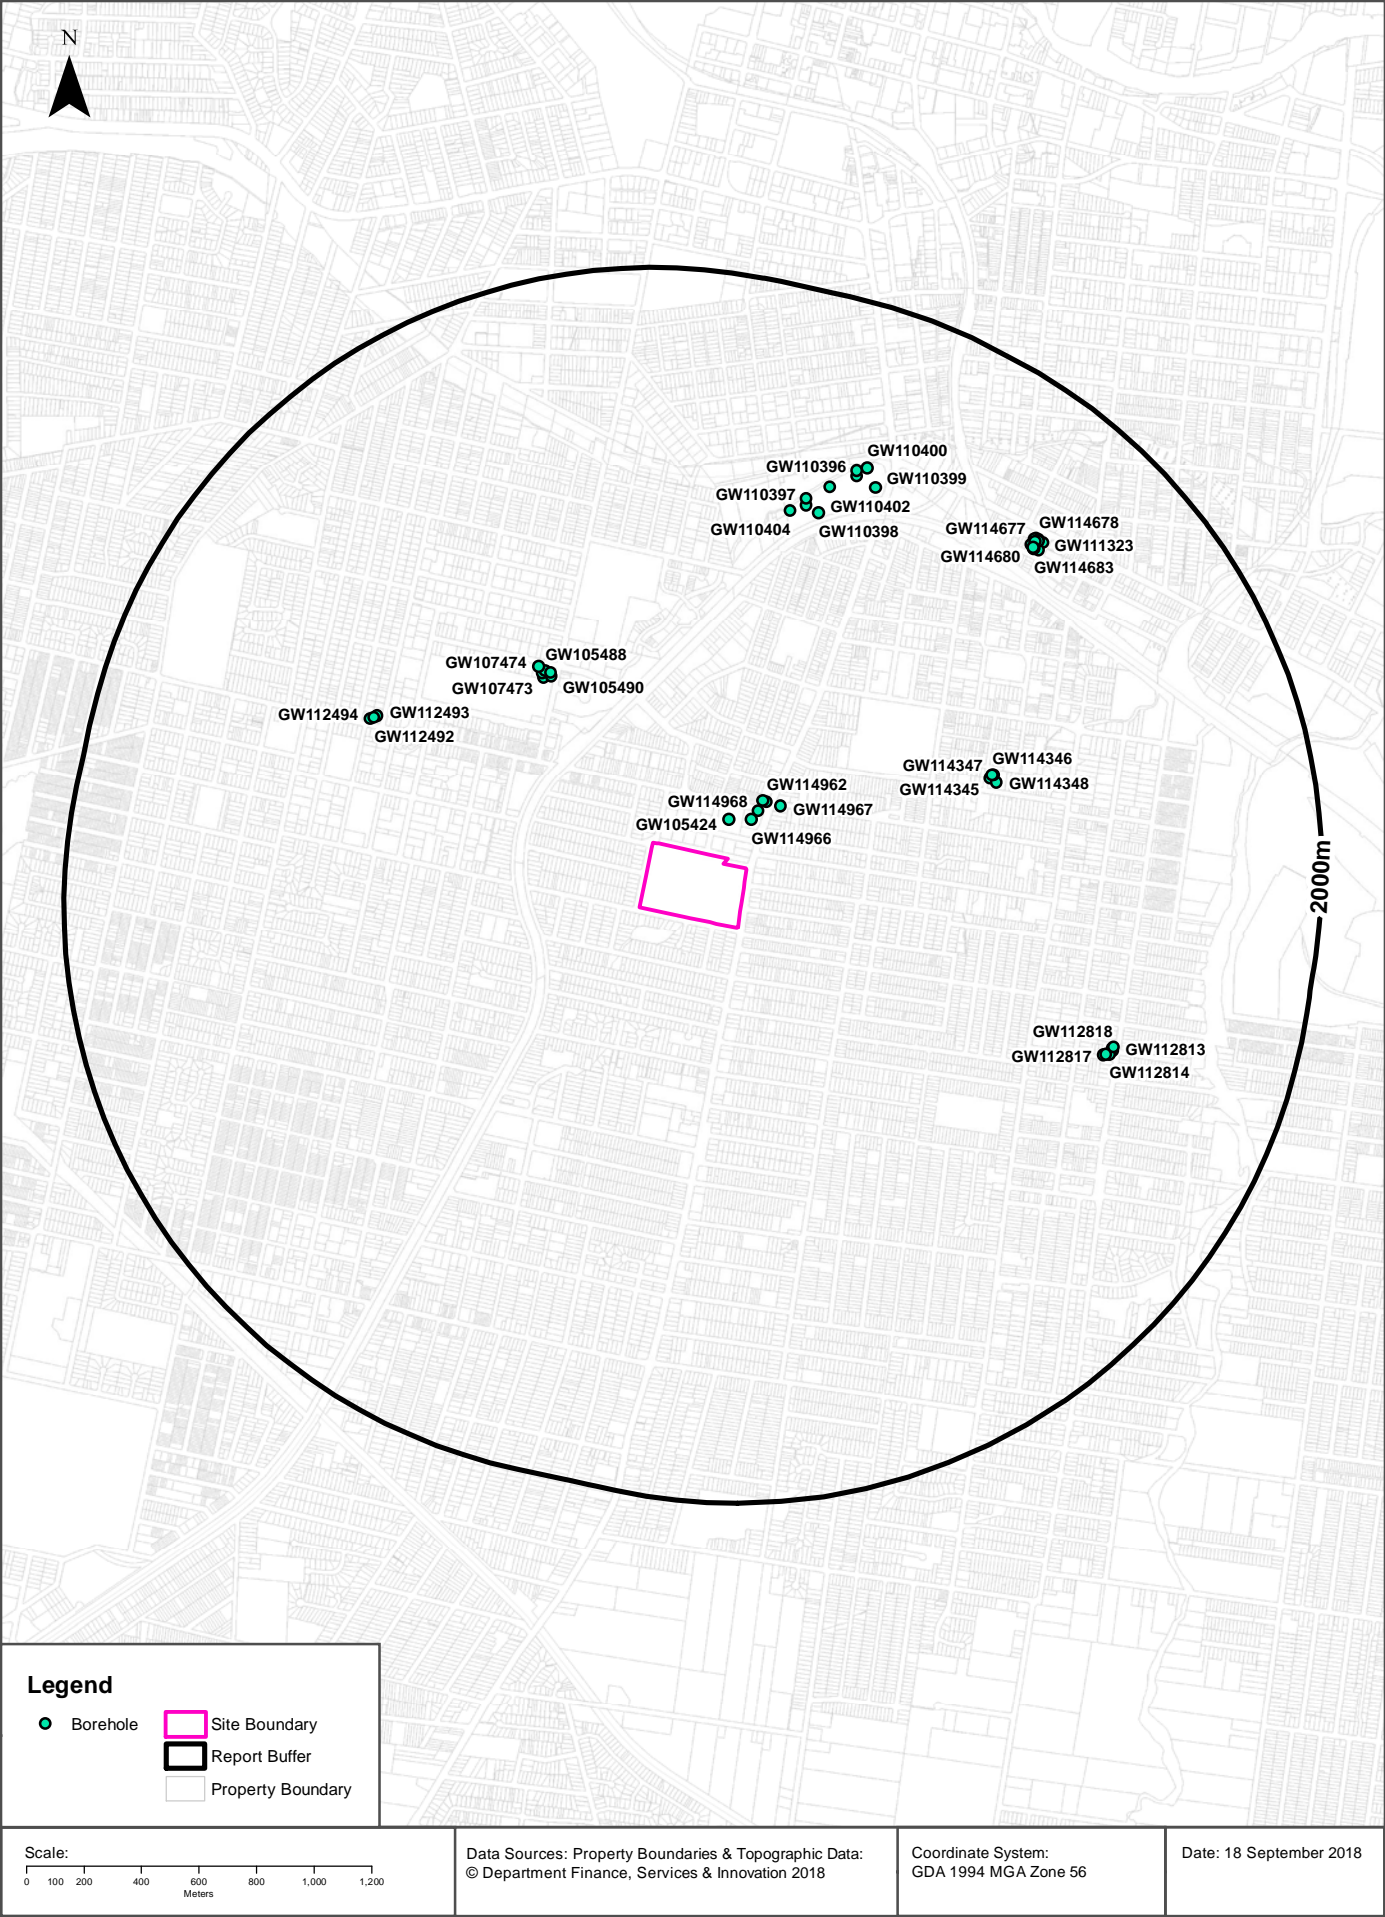 N
GW110400
GW110396
GW110399
GW110397
GW110402
GW110404
GW110398
GW114678
GW114677
GW111323
GW114680
GW114683
GW105488
GW107474
GW107473
GW105490
GW112494
GW112493
GW112492
GW114346
GW114347
GW114345
GW114348
GW114962
GW114968
GW114967
GW105424
GW114966
2000m
GW112818
GW112817
GW112813
GW112814
Legend
Borehole
Site Boundary
Report Buffer
Property Boundary
Scale:
0 100 200 400 600 800 1,000 1,200
Meters
Data Sources: Property Boundaries & Topographic Data:
© Department Finance, Services & Innovation 2018
Coordinate System:
GDA 1994 MGA Zone 56
Date: 18 September 2018